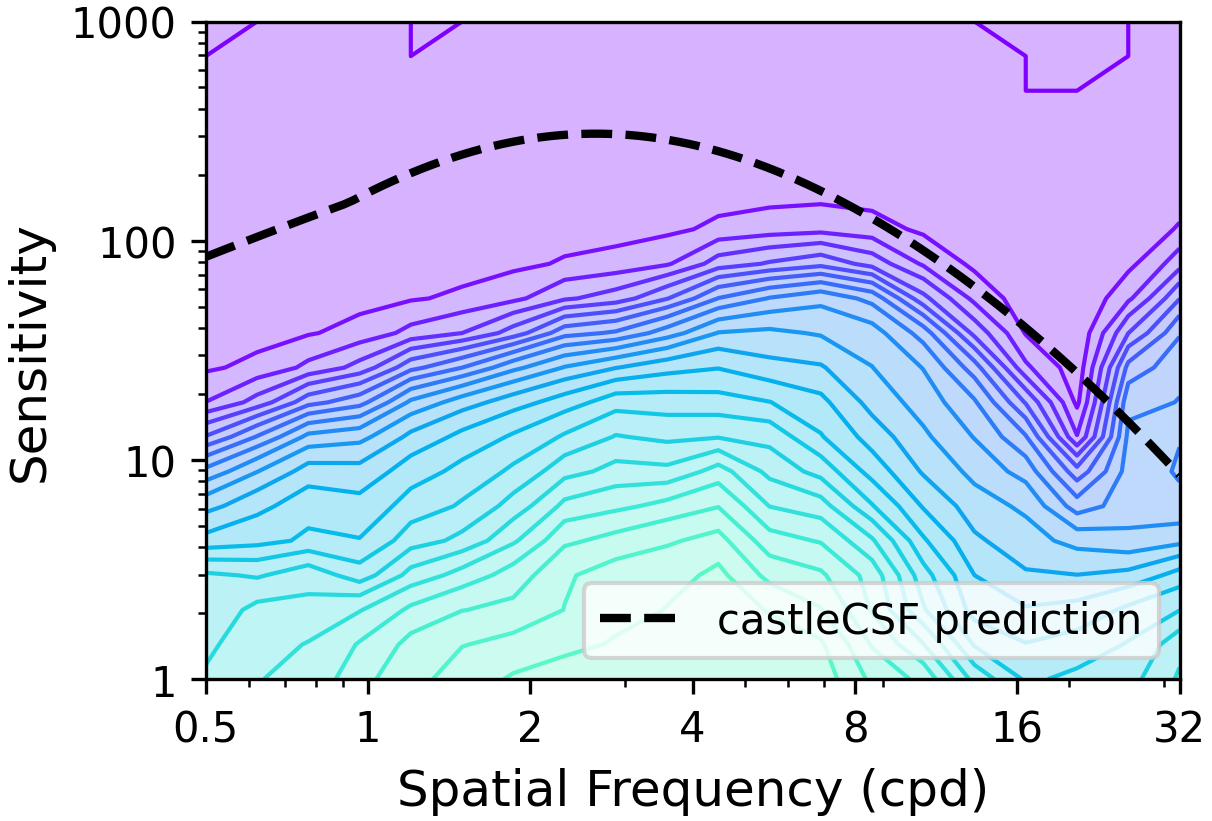 1000
100
10
1
Sensitivity
castleCSF prediction
0.5 1 2 4 8 16 32
Spatial Frequency (cpd)